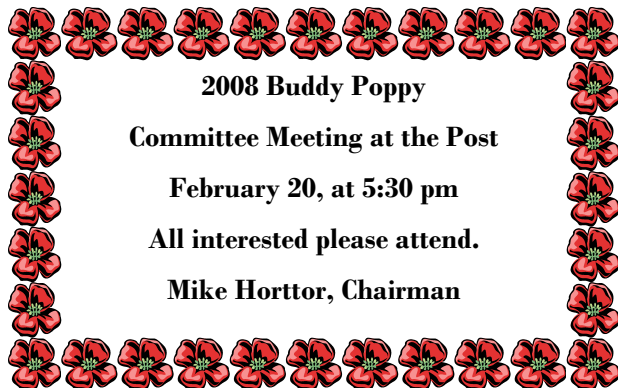 2008 Buddy Poppy
Committee Meeting at the Post
February 20, at 5:30 pm
All interested please attend.
Mike Horttor, Chairman